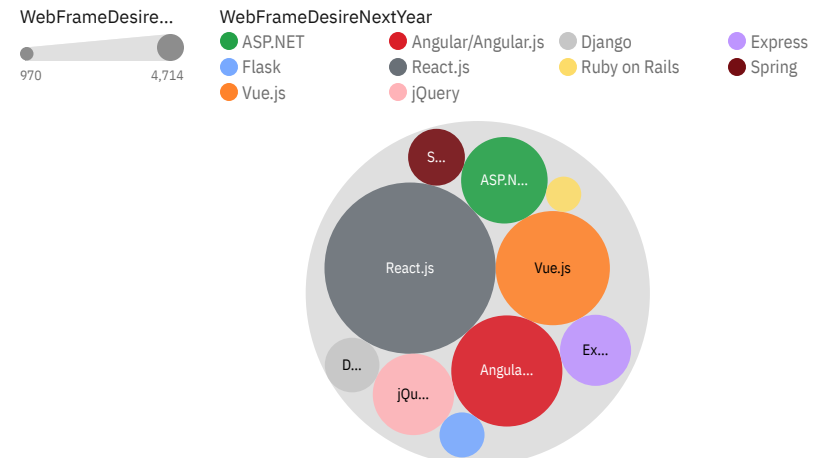 WebFrameDesire...
WebFrameDesireNextYear
970
4,714
ASP.NET
Angular/Angular.js
Django
Express
Flask
React.js
Ruby on Rails
Spring
Vue.js
jQuery
S...
ASP.N...
React.js
Vue.js
D...
Ex...
Angula...
jQu...